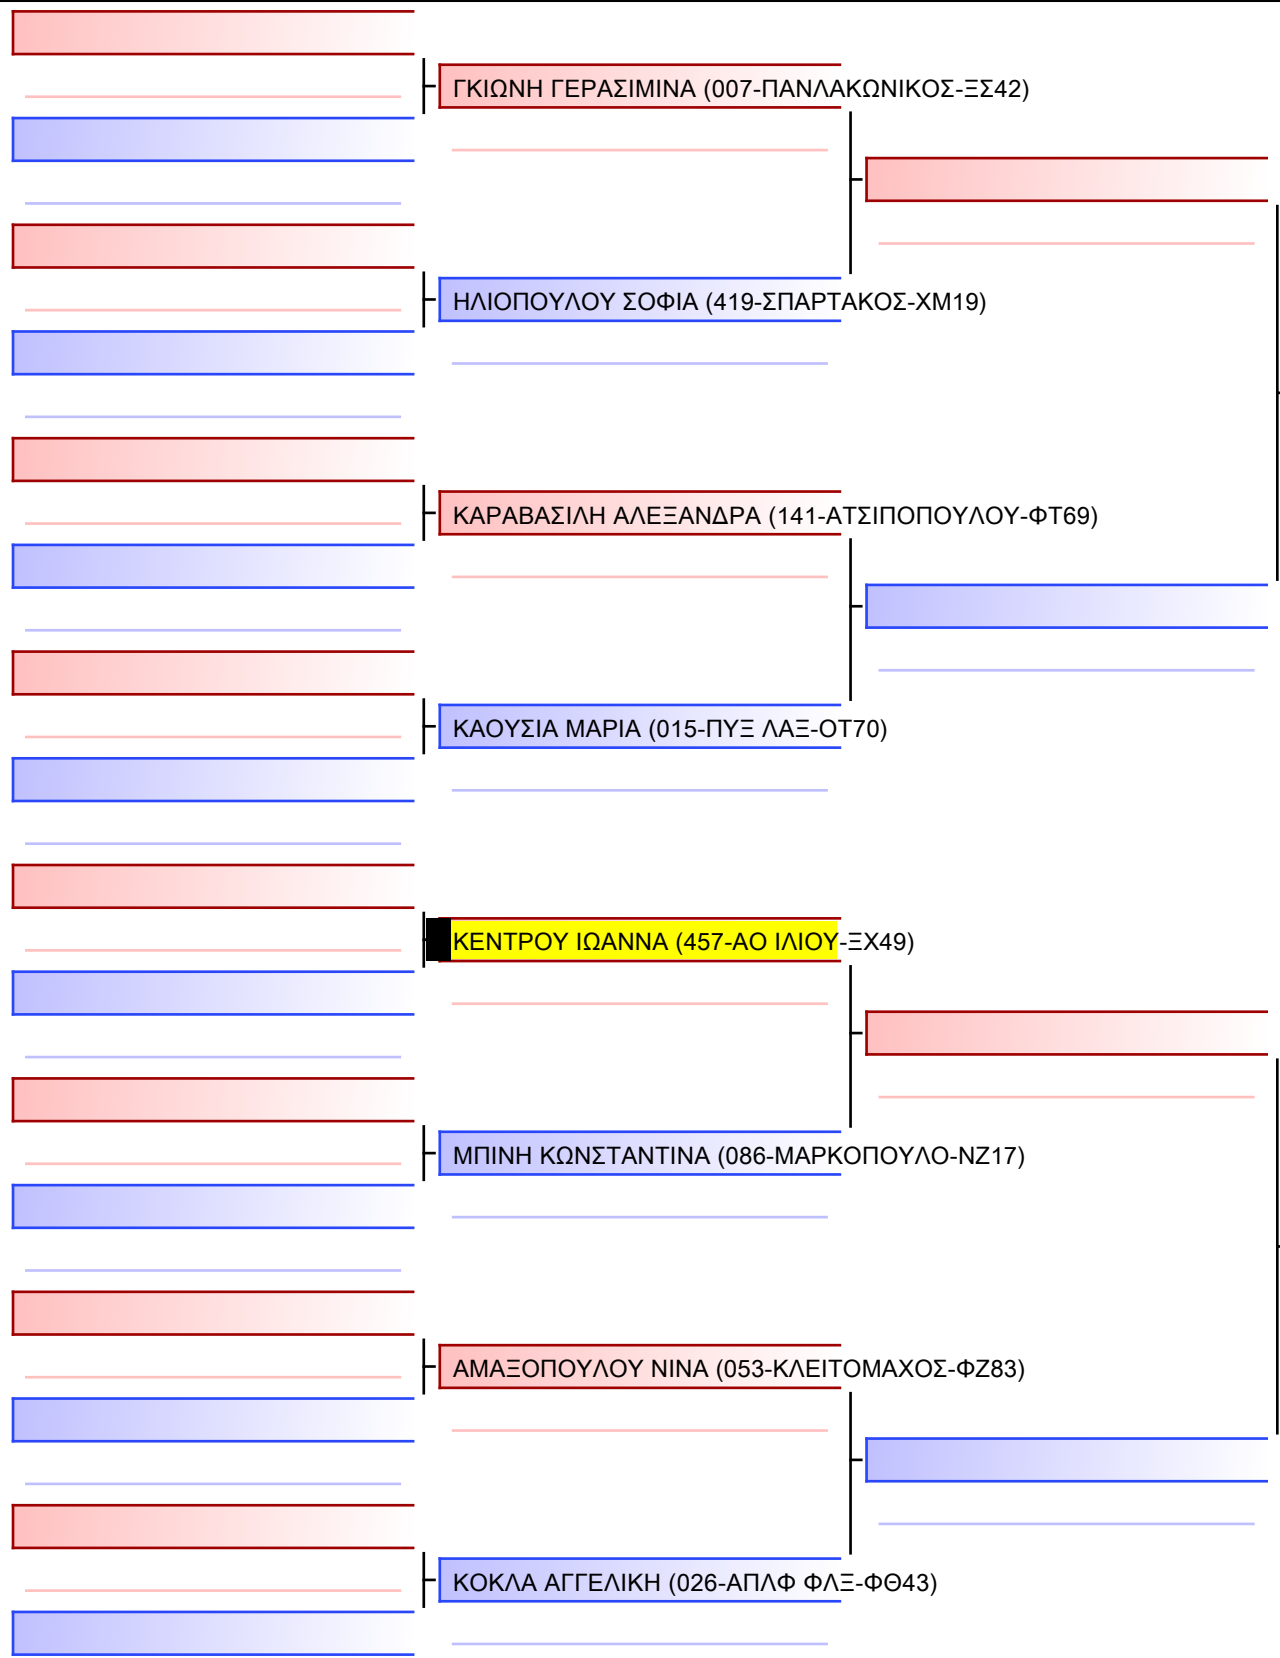 ΓΚΙΩΝΗ ΓΕΡΑΣΙΜΙΝΑ (007-ΠΑΝΛΑΚΩΝΙΚΟΣ-ΞΣ42)
ΗΛΙΟΠΟΥΛΟΥ ΣΟΦΙΑ (419-ΣΠΑΡΤΑΚΟΣ-ΧΜ19)
ΚΑΡΑΒΑΣΙΛΗ ΑΛΕΞΑΝΔΡΑ (141-ΑΤΣΙΠΟΠΟΥΛΟΥ-ΦΤ69)
ΚΑΟΥΣΙΑ ΜΑΡΙΑ (015-ΠΥΞ ΛΑΞ-ΟΤ70)
ΚΕΝΤΡΟΥ ΙΩΑΝΝΑ (457-ΑΟ ΙΛΙΟΥ-ΞΧ49)
ΜΠΙΝΗ ΚΩΝΣΤΑΝΤΙΝΑ (086-ΜΑΡΚΟΠΟΥΛΟ-ΝΖ17)
ΑΜΑΞΟΠΟΥΛΟΥ ΝΙΝΑ (053-ΚΛΕΙΤΟΜΑΧΟΣ-ΦΖ83)
ΚΟΚΛΑ ΑΓΓΕΛΙΚΗ (026-ΑΠΛΦ ΦΛΞ-ΦΘ43)